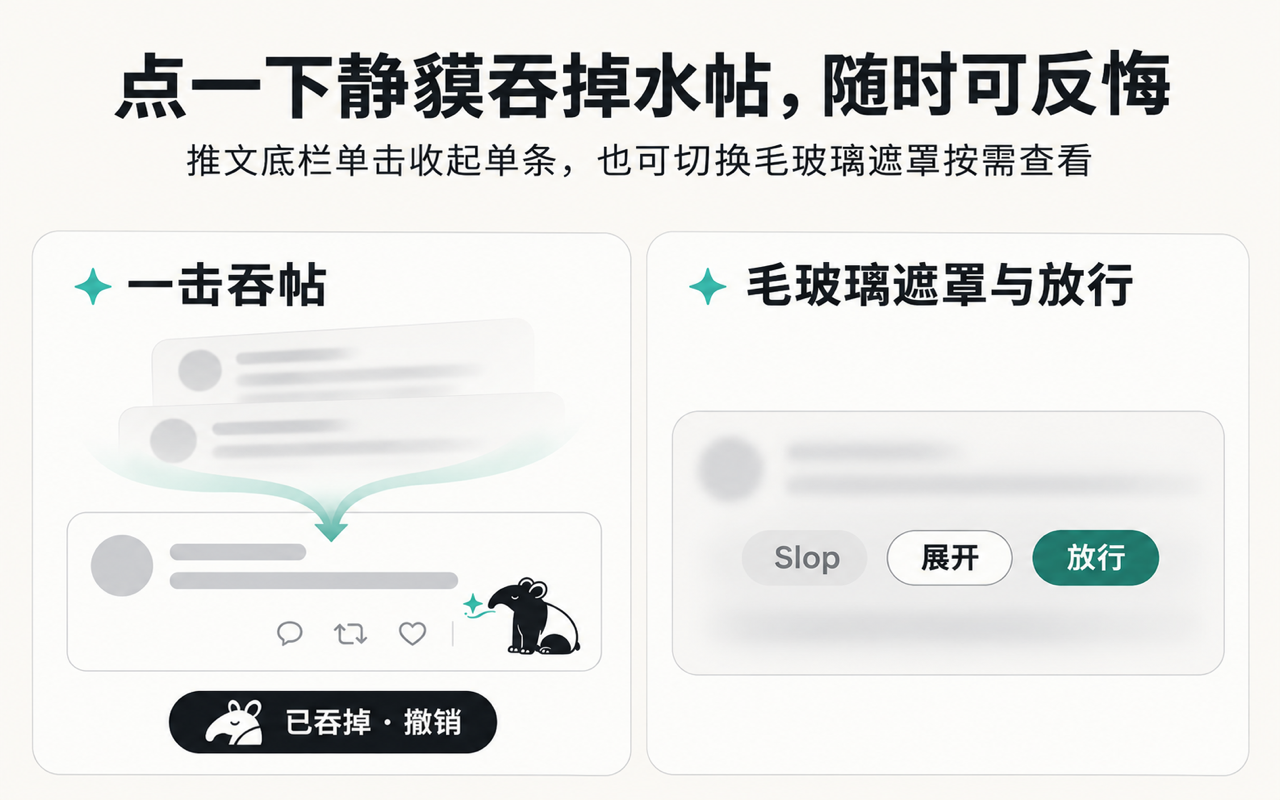 点一下静貘吞掉水帖，随时可反悔
推文底栏单击收起单条，也可切换毛玻璃遮罩按需查看
一击吞帖
已吞掉 · 撤销
毛玻璃遮罩与放行
Slop
展开
放行